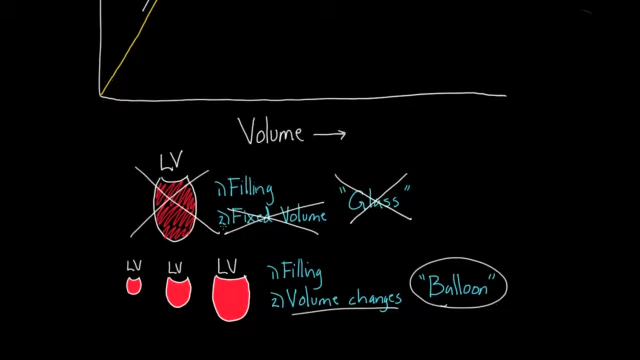 Volume →
LV
1) Filling
2) Fixed Volume
"Glass"
LV LV LV
1) Filling
2) Volume changes
"Balloon"